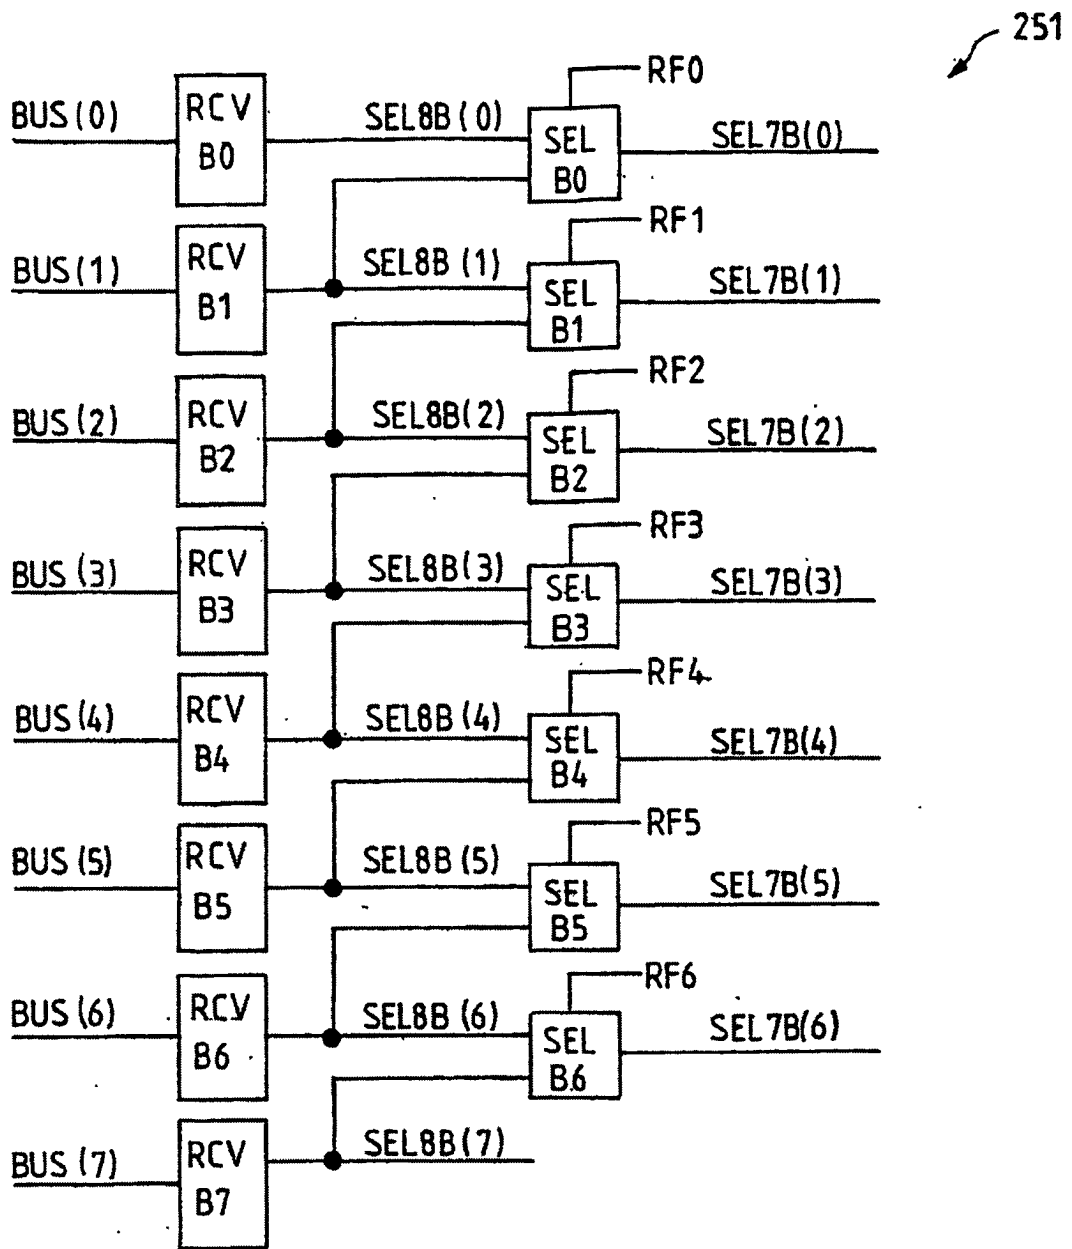 251
RF0
BUS(0) RCV B0 SEL8B(0) SEL B0 SEL7B(0)
RF1
BUS(1) RCV B1 SEL8B(1) SEL B1 SEL7B(1)
RF2
BUS(2) RCV B2 SEL8B(2) SEL B2 SEL7B(2)
RF3
BUS(3) RCV B3 SEL8B(3) SEL B3 SEL7B(3)
RF4
BUS(4) RCV B4 SEL8B(4) SEL B4 SEL7B(4)
RF5
BUS(5) RCV B5 SEL8B(5) SEL B5 SEL7B(5)
RF6
BUS(6) RCV B6 SEL8B(6) SEL B6 SEL7B(6)
BUS(7) RCV B7 SEL8B(7)